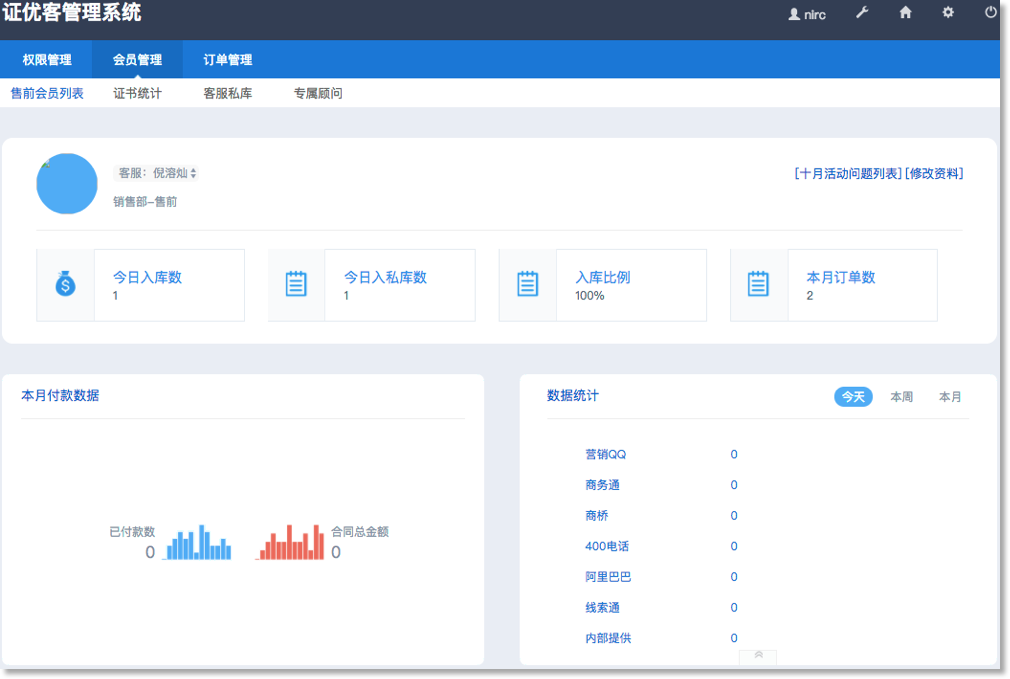 证优客管理系统
nlrc
权限管理 会员管理 订单管理
售前会员列表 证书统计 客服私库 专属顾问
客服：倪溶灿
[十月活动问题列表][修改资料]
销售部–售前
今日入库数 今日入私库数 入库比例 本月订单数
1 1 100% 2
本月付款数据
已付款数
0
合同总金额
0
数据统计 今天 本周 本月
营销QQ 0
商务通 0
商桥 0
400电话 0
阿里巴巴 0
线索通 0
内部提供 0